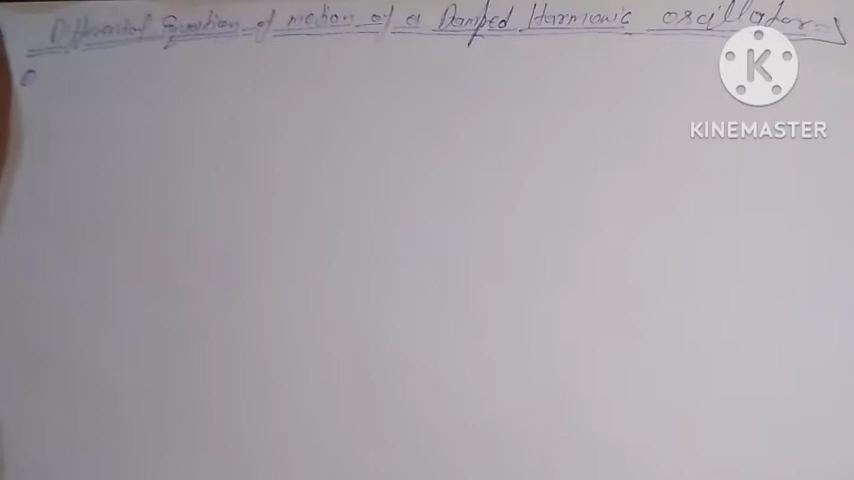 Differential Equation of motion of a Damped Harmonic oscillator
K
KINEMASTER